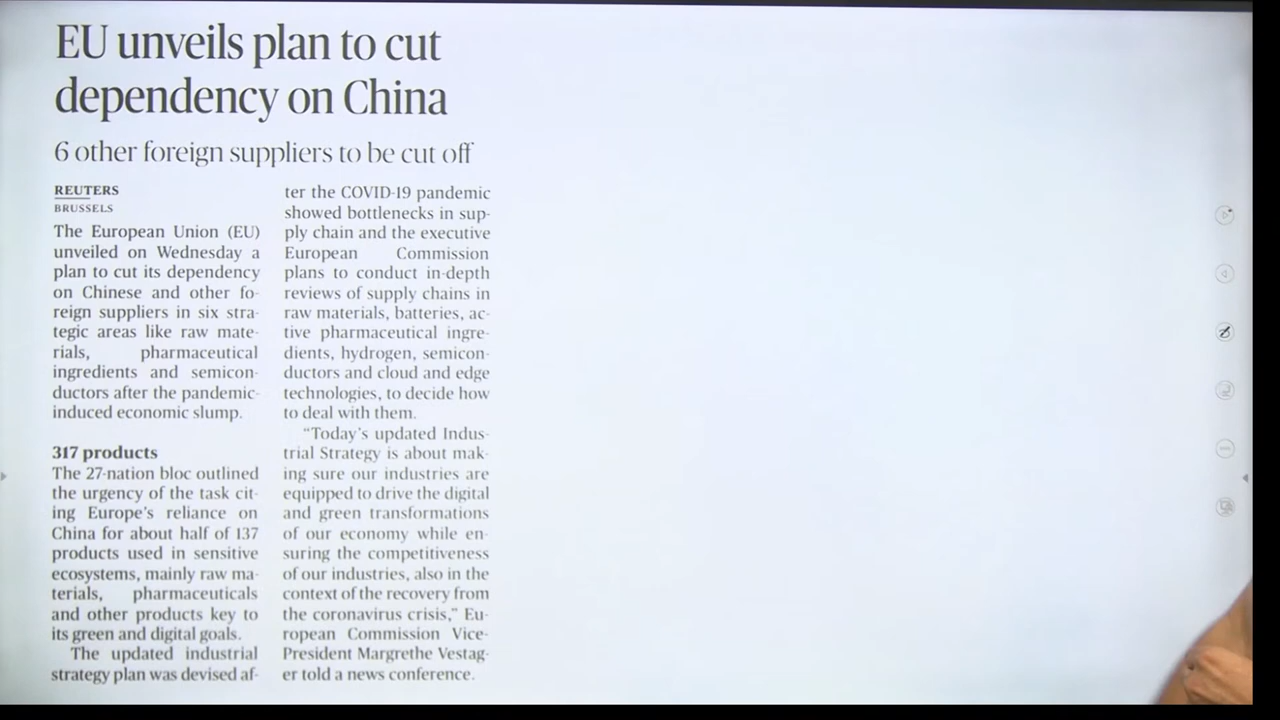 EU unveils plan to cut
dependency on China
6 other foreign suppliers to be cut off
REUTERS
BRUSSELS
The European Union (EU)
unveiled on Wednesday a
plan to cut its dependency
on Chinese and other fo-
reign suppliers in six stra-
tegic areas like raw mate-
rials, pharmaceutical
ingredients and semicon-
ductors after the pandemic-
induced economic slump.
317 products
The 27-nation bloc outlined
the urgency of the task cit-
ing Europe's reliance on
China for about half of 137
products used in sensitive
ecosystems, mainly raw ma-
terials, pharmaceuticals
and other products key to
its green and digital goals.
The updated industrial
strategy plan was devised af-
ter the COVID-19 pandemic
showed bottlenecks in sup-
ply chain and the executive
European Commission
plans to conduct in-depth
reviews of supply chains in
raw materials, batteries, ac-
tive pharmaceutical ingre-
dients, hydrogen, semicon-
ductors and cloud and edge
technologies, to decide how
to deal with them.
“Today's updated Indus-
trial Strategy is about mak-
ing sure our industries are
equipped to drive the digital
and green transformations
of our economy while en-
suring the competitiveness
of our industries, also in the
context of the recovery from
the coronavirus crisis,” Eu-
ropean Commission Vice-
President Margrethe Vestag-
er told a news conference.